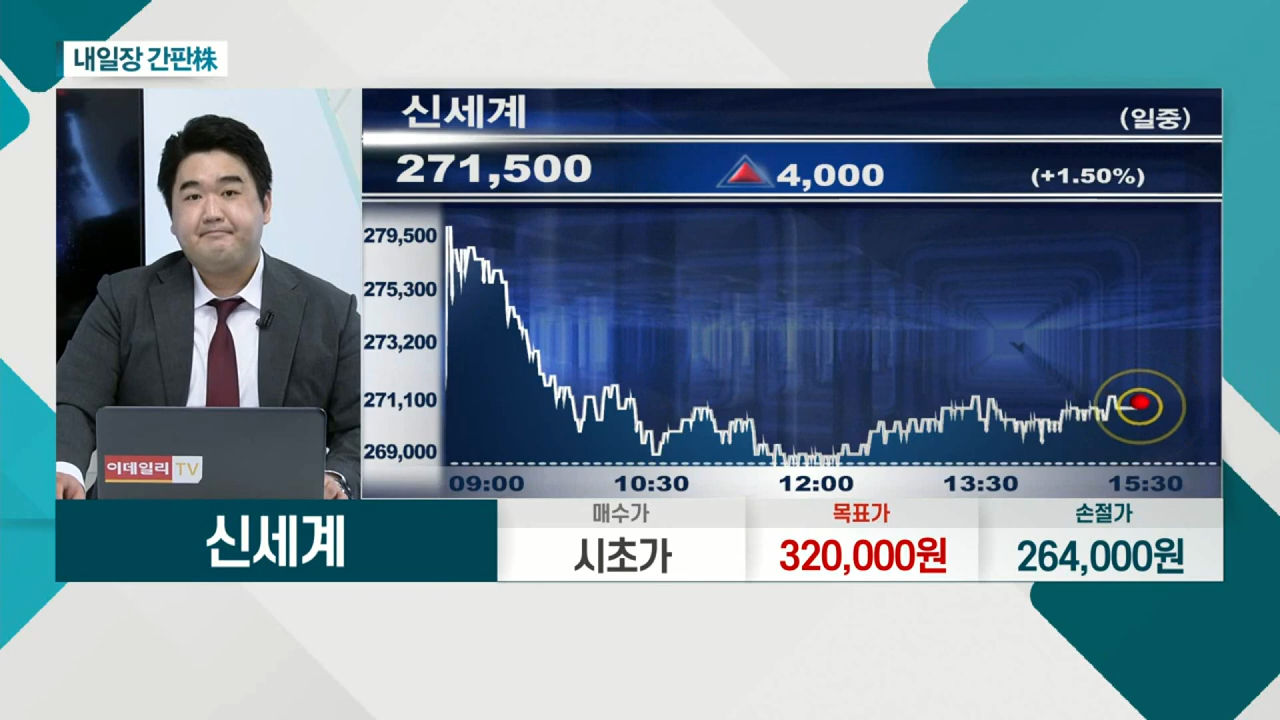 내일장 간판株
신세계
(일중)
271,500 ▲ 4,000 (+1.50%)
279,500
275,300
273,200
271,100
269,000
09:00 10:30 12:00 13:30 15:30
이데일리 TV
신세계
매수가 목표가 손절가
시초가 320,000원 264,000원